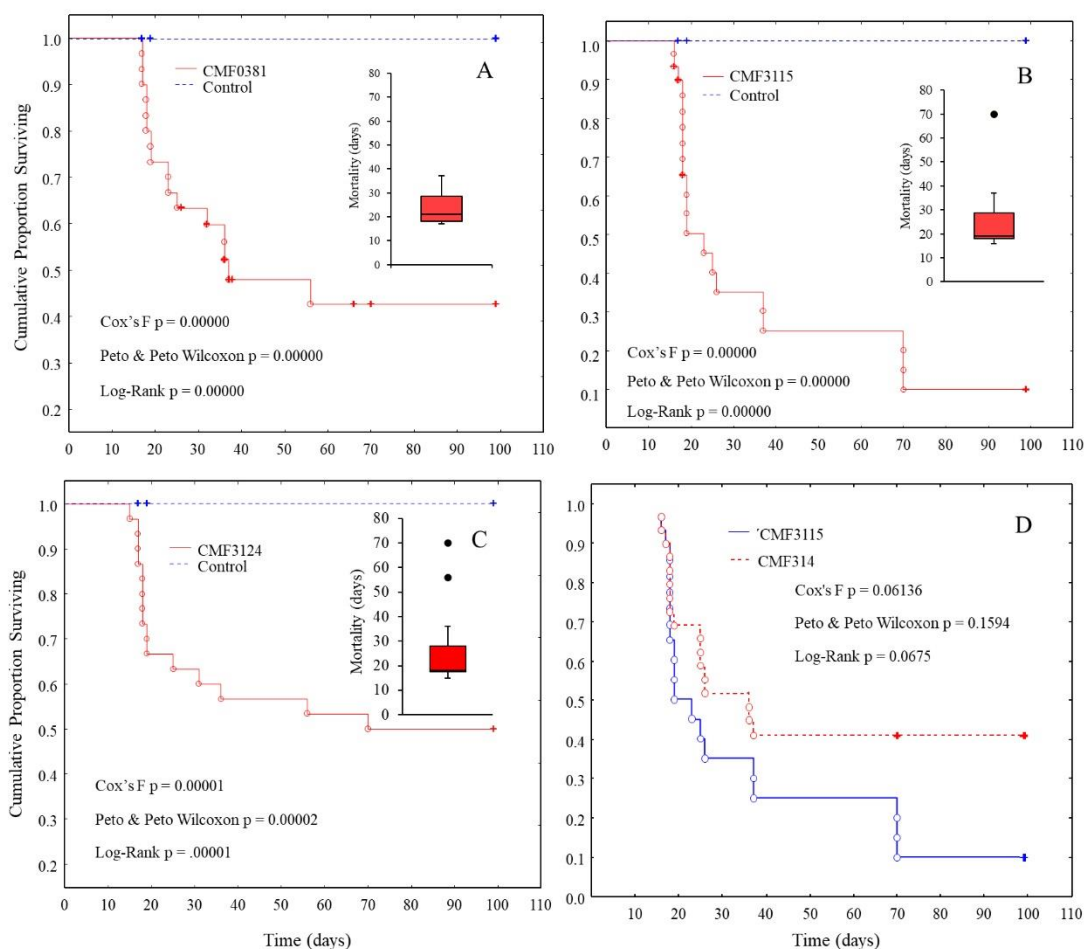 A
CMF0381
Control
Mortality (days)
80
70
60
50
40
30
20
10
0
Cumulative Proportion Surviving
1.0
0.9
0.8
0.7
0.6
0.5
0.4
0.3
0.2
Cox's F p = 0.00000
Peto & Peto Wilcoxon p = 0.00000
Log-Rank p = 0.00000
0 10 20 30 40 50 60 70 80 90 100 110
B
CMF3115
Control
Mortality (days)
80
70
60
50
40
30
20
10
0
1.0
0.9
0.8
0.7
0.6
0.5
0.4
0.3
0.2
0.1
Cox's F p = 0.00000
Peto & Peto Wilcoxon p = 0.00000
Log-Rank p = 0.00000
0 10 20 30 40 50 60 70 80 90 100 110
C
CMF3124
Control
Mortality (days)
80
70
60
50
40
30
20
10
0
Cumulative Proportion Surviving
1.0
0.9
0.8
0.7
0.6
0.5
0.4
0.3
0.2
Cox's F p = 0.00001
Peto & Peto Wilcoxon p = 0.00002
Log-Rank p = .00001
0 10 20 30 40 50 60 70 80 90 100 110
Time (days)
D
'CMF3115
CMF314
Cox's F p = 0.06136
Peto & Peto Wilcoxon p = 0.1594
Log-Rank p = 0.0675
1.0
0.9
0.8
0.7
0.6
0.5
0.4
0.3
0.2
0.1
0.0
10 20 30 40 50 60 70 80 90 100 110
Time (days)